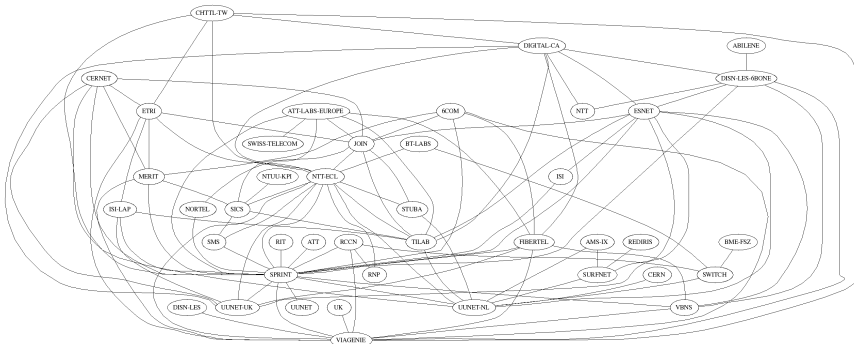 CHTTL-TW
DIGITAL-CA
ABILENE
CERNET
DISN-LES-6BONE
ETRI
ATT-LABS-EUROPE
6COM
NTT
ESNET
SWISS-TELECOM
JOIN
BT-LABS
MERIT
NTUU-KPI
NTT-ECL
ISI
ISI-LAP
NORTEL
SICS
STUBA
SMS
RIT
ATT
RCCN
TILAB
FIBERTEL
AMS-IX
REDIRIS
BME-FSZ
SPRINT
RNP
SURFNET
CERN
SWITCH
DISN-LES
UUNET-UK
UUNET
UK
UUNET-NL
VBNS
VIAGENIE